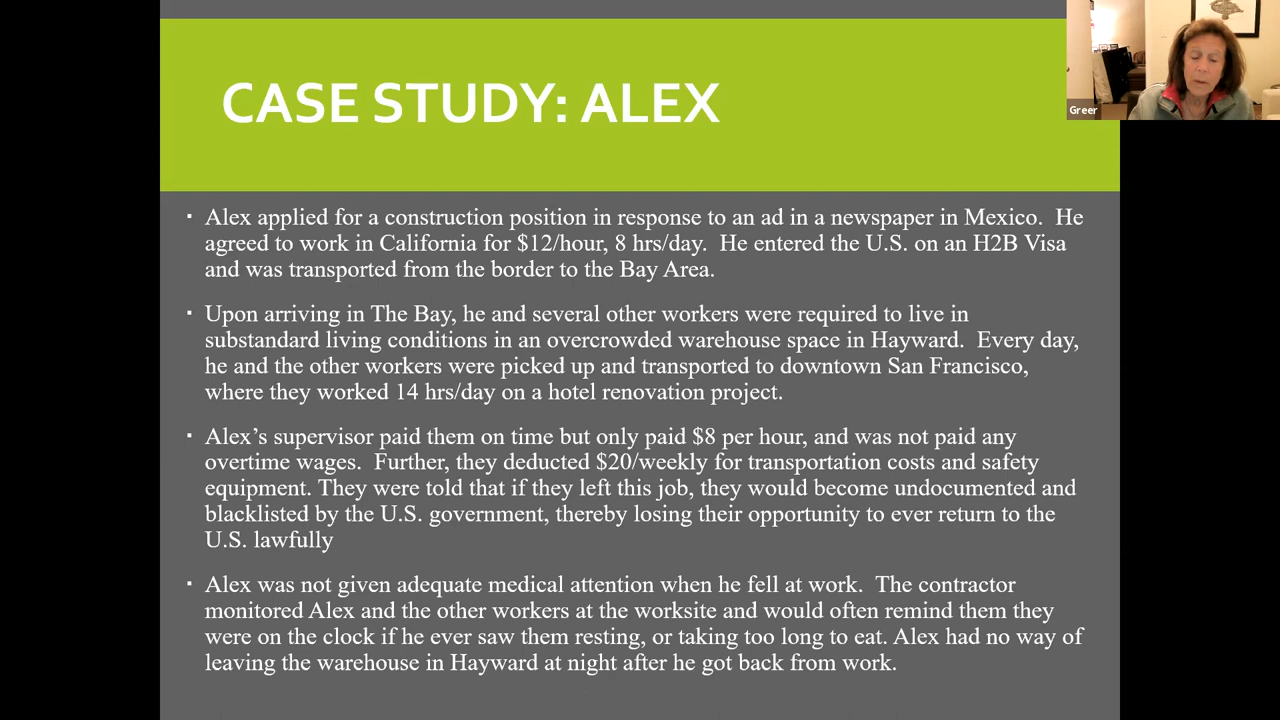 CASE STUDY: ALEX
Greer
▪ Alex applied for a construction position in response to an ad in a newspaper in Mexico.  He
agreed to work in California for $12/hour, 8 hrs/day.  He entered the U.S. on an H2B Visa
and was transported from the border to the Bay Area.
▪ Upon arriving in The Bay, he and several other workers were required to live in
substandard living conditions in an overcrowded warehouse space in Hayward.  Every day,
he and the other workers were picked up and transported to downtown San Francisco,
where they worked 14 hrs/day on a hotel renovation project.
▪ Alex’s supervisor paid them on time but only paid $8 per hour, and was not paid any
overtime wages.  Further, they deducted $20/weekly for transportation costs and safety
equipment. They were told that if they left this job, they would become undocumented and
blacklisted by the U.S. government, thereby losing their opportunity to ever return to the
U.S. lawfully
▪ Alex was not given adequate medical attention when he fell at work.  The contractor
monitored Alex and the other workers at the worksite and would often remind them they
were on the clock if he ever saw them resting, or taking too long to eat. Alex had no way of
leaving the warehouse in Hayward at night after he got back from work.